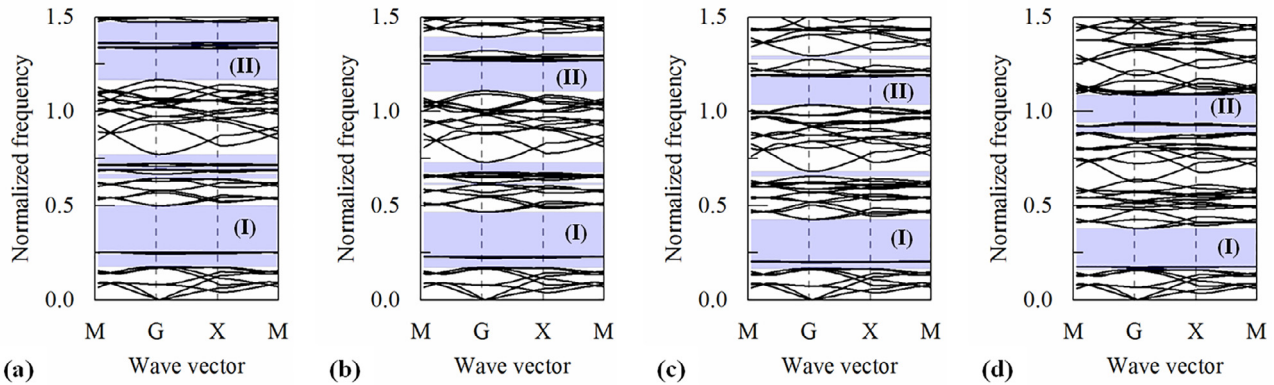 1.5 1.5 1.5 1.5
(II) (II) (II) (II)
1.0 1.0 1.0 1.0
Normalized frequency Normalized frequency Normalized frequency Normalized frequency
0.5 0.5 0.5 0.5
(I) (I) (I) (I)
0.0 0.0 0.0 0.0
M G X M M G X M M G X M M G X M
(a) Wave vector (b) Wave vector (c) Wave vector (d) Wave vector